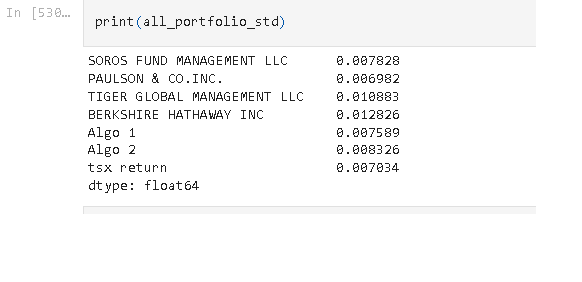 In [530…
print(all_portfolio_std)
SOROS FUND MANAGEMENT LLC 0.007828
PAULSON & CO.INC. 0.006982
TIGER GLOBAL MANAGEMENT LLC 0.010883
BERKSHIRE HATHAWAY INC 0.012826
Algo 1 0.007589
Algo 2 0.008326
tsx return 0.007034
dtype: float64